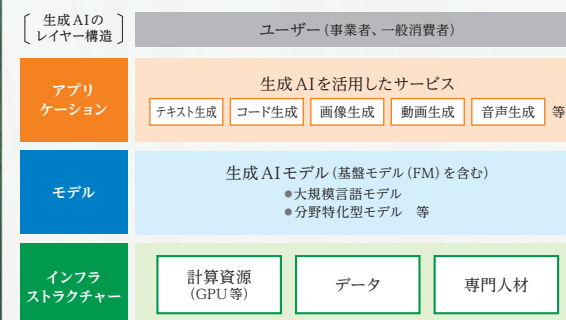 生成AIの
レイヤー構造
ユーザー(事業者、一般消費者)
アプリ
ケーション
生成AIを活用したサービス
テキスト生成 コード生成 画像生成 動画生成 音声生成 等
モデル
生成AIモデル(基盤モデル(FM)を含む)
●大規模言語モデル
●分野特化型モデル 等
インフラ
ストラクチャー
計算資源
(GPU等)
データ
専門人材